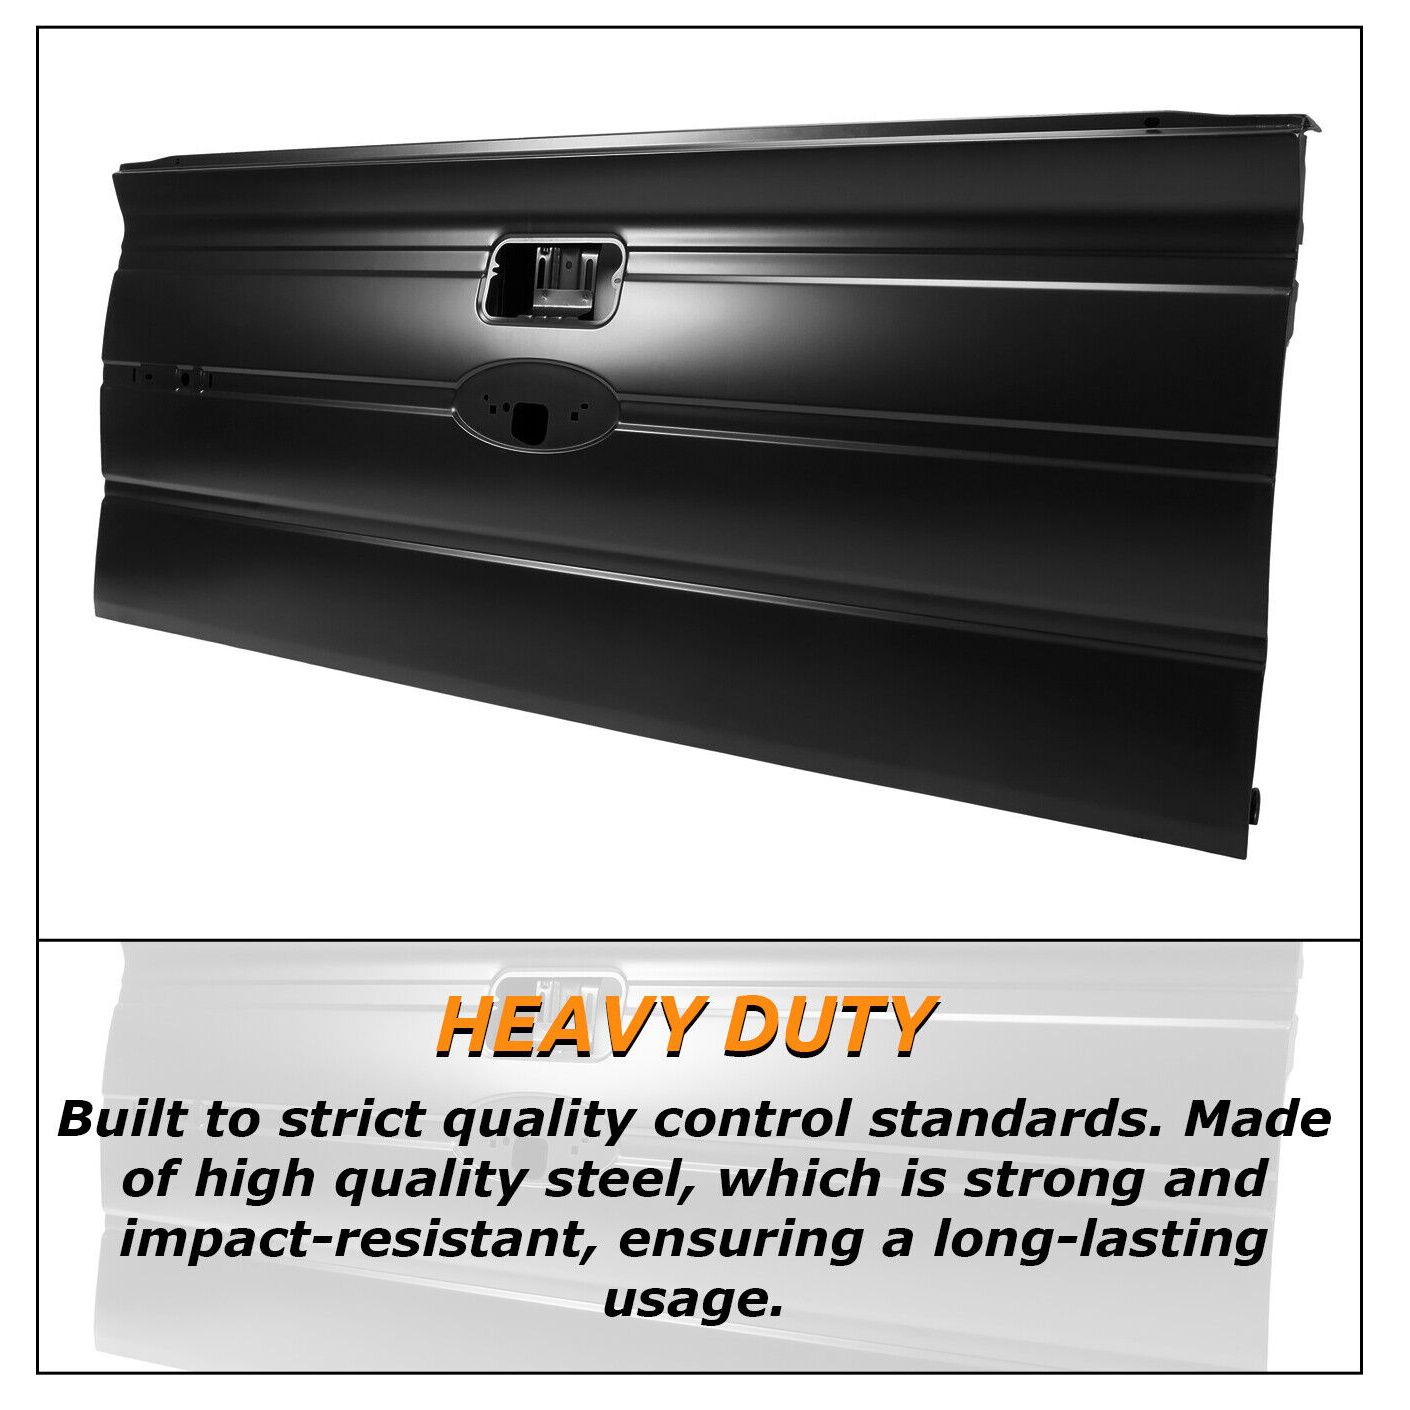 HEAVY DUTY
Built to strict quality control standards. Made
of high quality steel, which is strong and
impact-resistant, ensuring a long-lasting
usage.